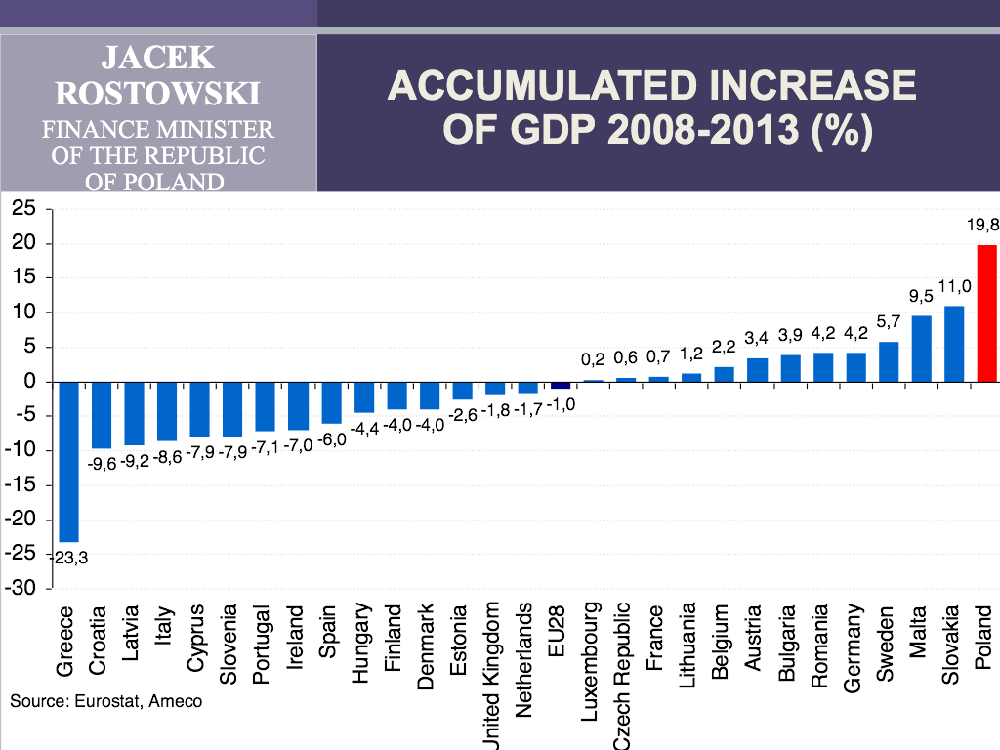 JACEK
ROSTOWSKI
FINANCE MINISTER
OF THE REPUBLIC
OF POLAND
ACCUMULATED INCREASE
OF GDP 2008-2013 (%)
25
20
15
10
5
0
-5
-10
-15
-20
-25
-30
-23,3
-9,6
-9,2
-8,6
-7,9
-7,9
-7,1
-7,0
-6,0
-4,4
-4,0
-4,0
-2,6
-1,8
-1,7
-1,0
0,2
0,6
0,7
1,2
2,2
3,4
3,9
4,2
4,2
5,7
9,5
11,0
19,8
Greece
Croatia
Latvia
Italy
Cyprus
Slovenia
Portugal
Ireland
Spain
Hungary
Finland
Denmark
Estonia
United Kingdom
Netherlands
EU28
Luxembourg
Czech Republic
France
Lithuania
Belgium
Austria
Bulgaria
Romania
Germany
Sweden
Malta
Slovakia
Poland
Source: Eurostat, Ameco